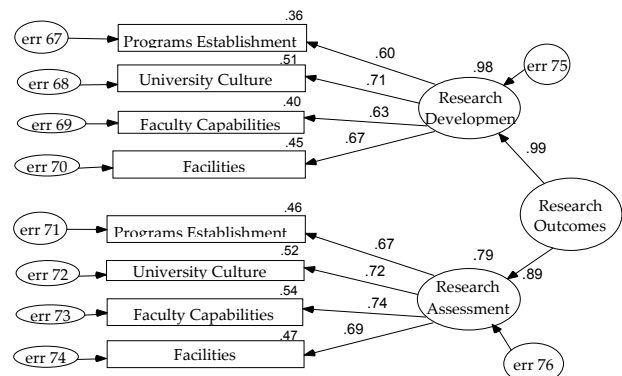 .36
err 67
Programs Establishment
.60
.51
.98
err 75
err 68
University Culture
.71
.40
Research
Developmen
err 69
Faculty Capabilities
.63
.45
.67
err 70
Facilities
.99
.46
Research
Outcomes
err 71
Programs Establishment
.67
.79
.52
.89
err 72
University Culture
.72
.54
Research
Assessment
err 73
Faculty Capabilities
.74
.47
.69
err 74
Facilities
err 76